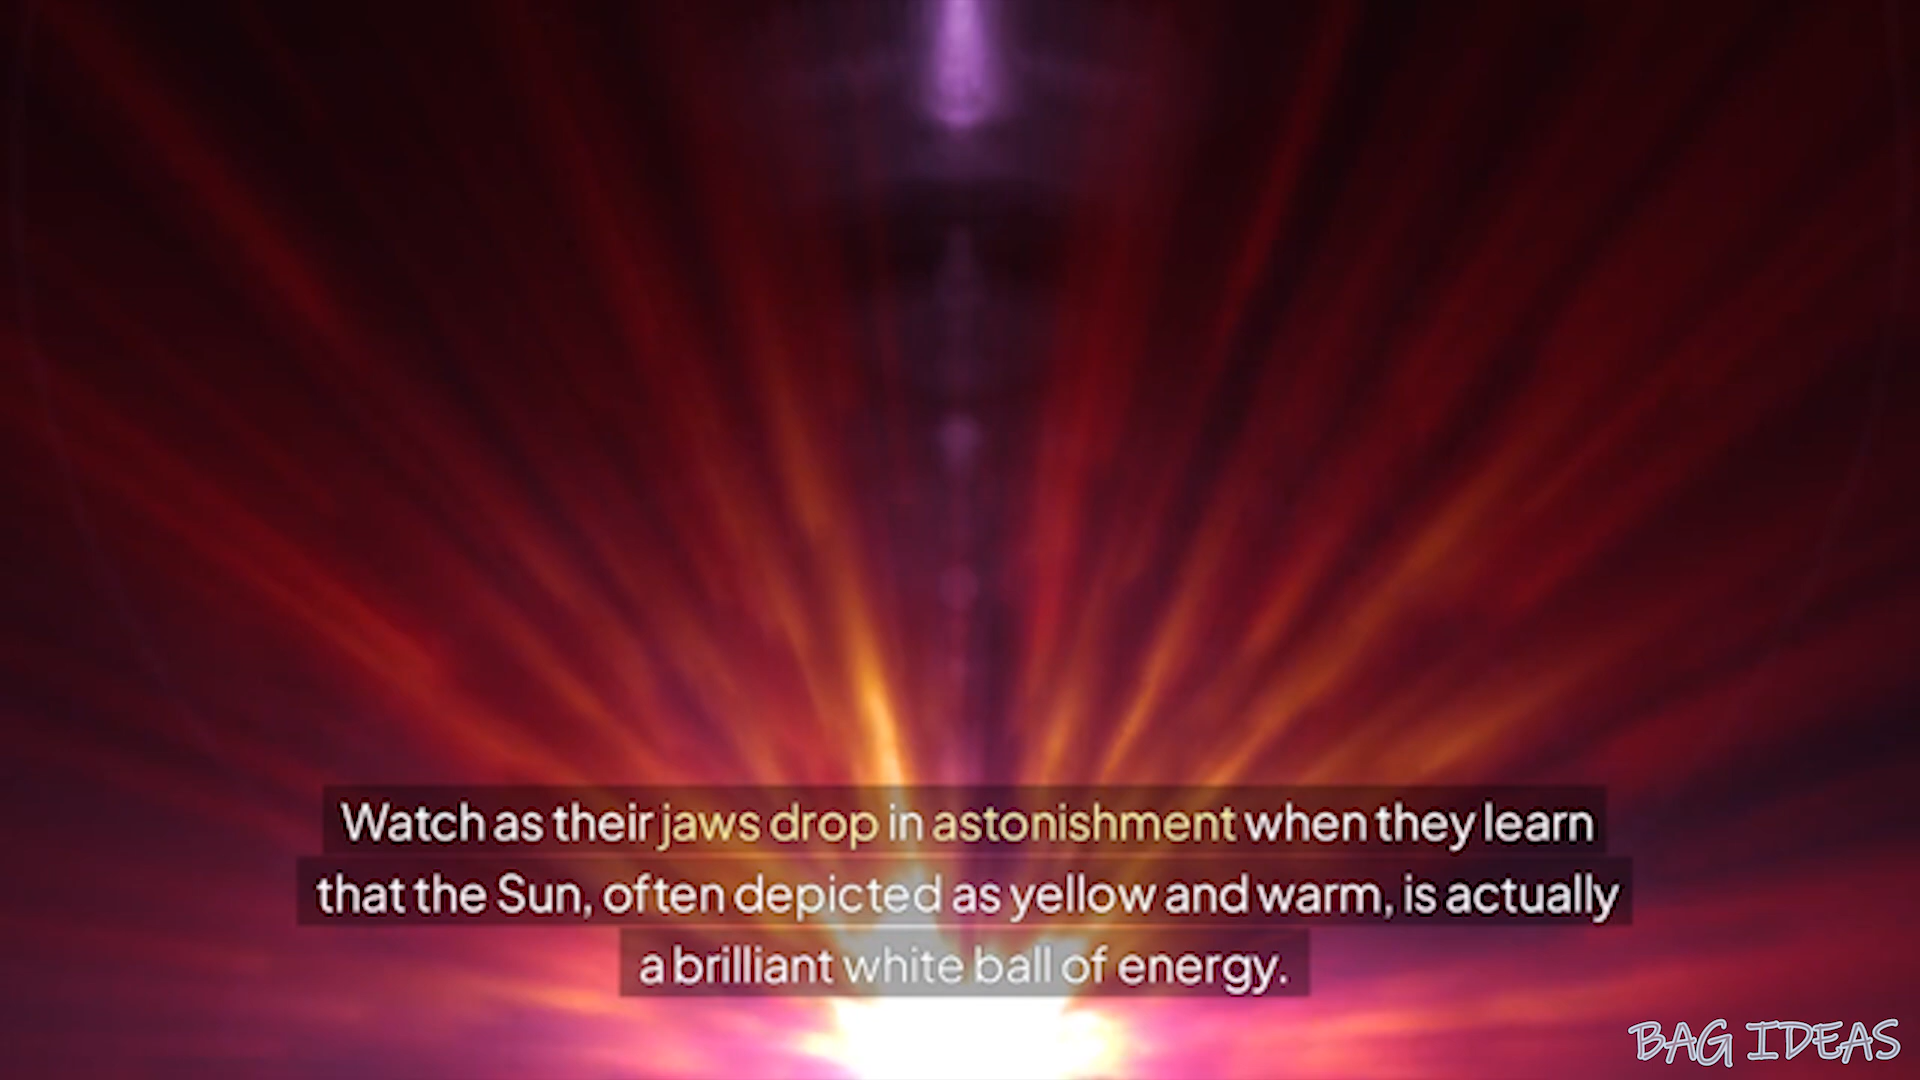 Watch as their jaws drop in astonishment when they learn
that the Sun, often depicted as yellow and warm, is actually
a brilliant white ball of energy.
BAG IDEAS